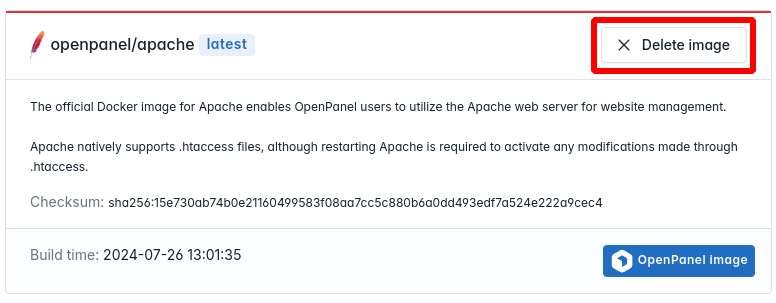 openpanel/apache latest
Delete image
The official Docker image for Apache enables OpenPanel users to utilize the Apache web server for website management.
Apache natively supports .htaccess files, although restarting Apache is required to activate any modifications made through
.htaccess.
Checksum: sha256:15e730ab74b0e21160499583f08aa7cc5c880b6a0dd493edf7a524e222a9cec4
Build time: 2024-07-26 13:01:35
OpenPanel image